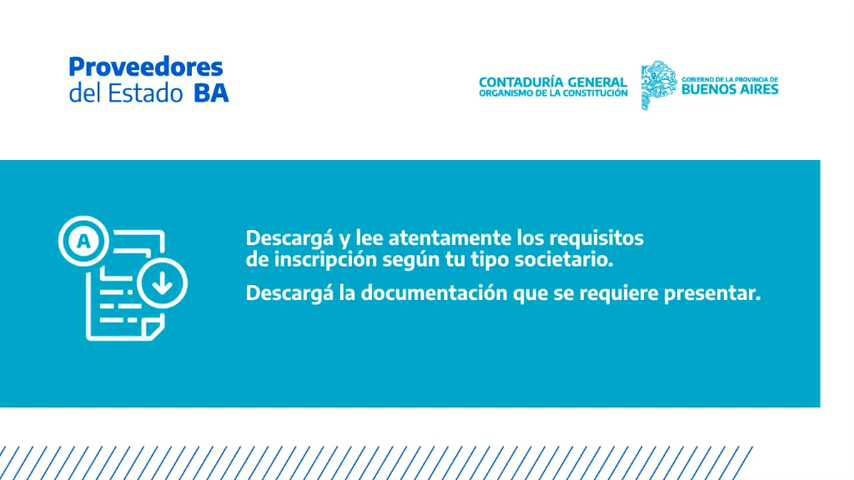 Proveedores
del Estado BA
CONTADURÍA GENERAL
ORGANISMO DE LA CONSTITUCIÓN
GOBIERNO DE LA PROVINCIA DE
BUENOS AIRES
A
Descargá y lee atentamente los requisitos
de inscripción según tu tipo societario.
Descargá la documentación que se requiere presentar.